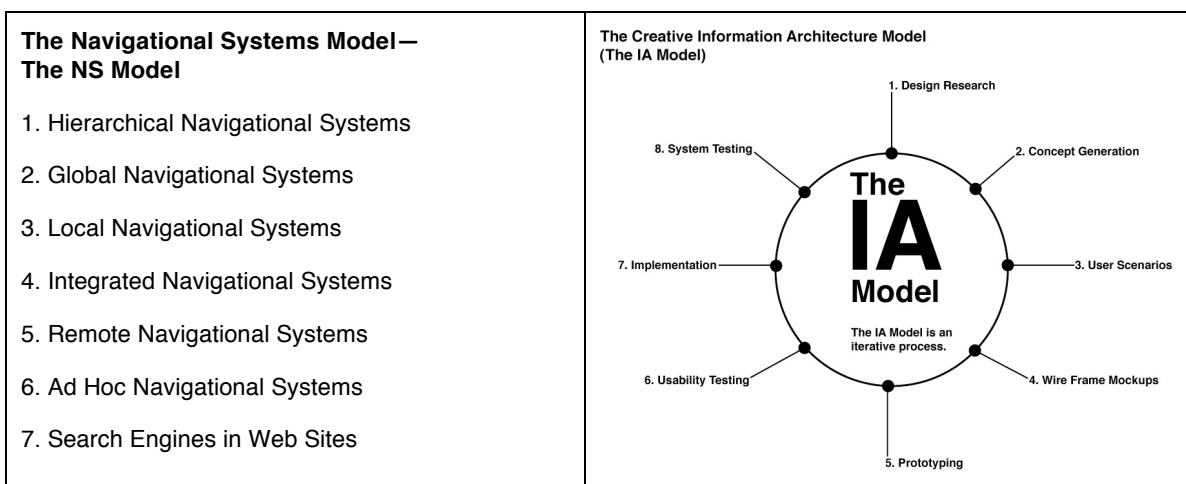 The Navigational Systems Model—
The NS Model
1. Hierarchical Navigational Systems
2. Global Navigational Systems
3. Local Navigational Systems
4. Integrated Navigational Systems
5. Remote Navigational Systems
6. Ad Hoc Navigational Systems
7. Search Engines in Web Sites
The Creative Information Architecture Model
(The IA Model)
1. Design Research
2. Concept Generation
3. User Scenarios
4. Wire Frame Mockups
5. Prototyping
6. Usability Testing
7. Implementation
8. System Testing
The
IA
Model
The IA Model is an
iterative process.